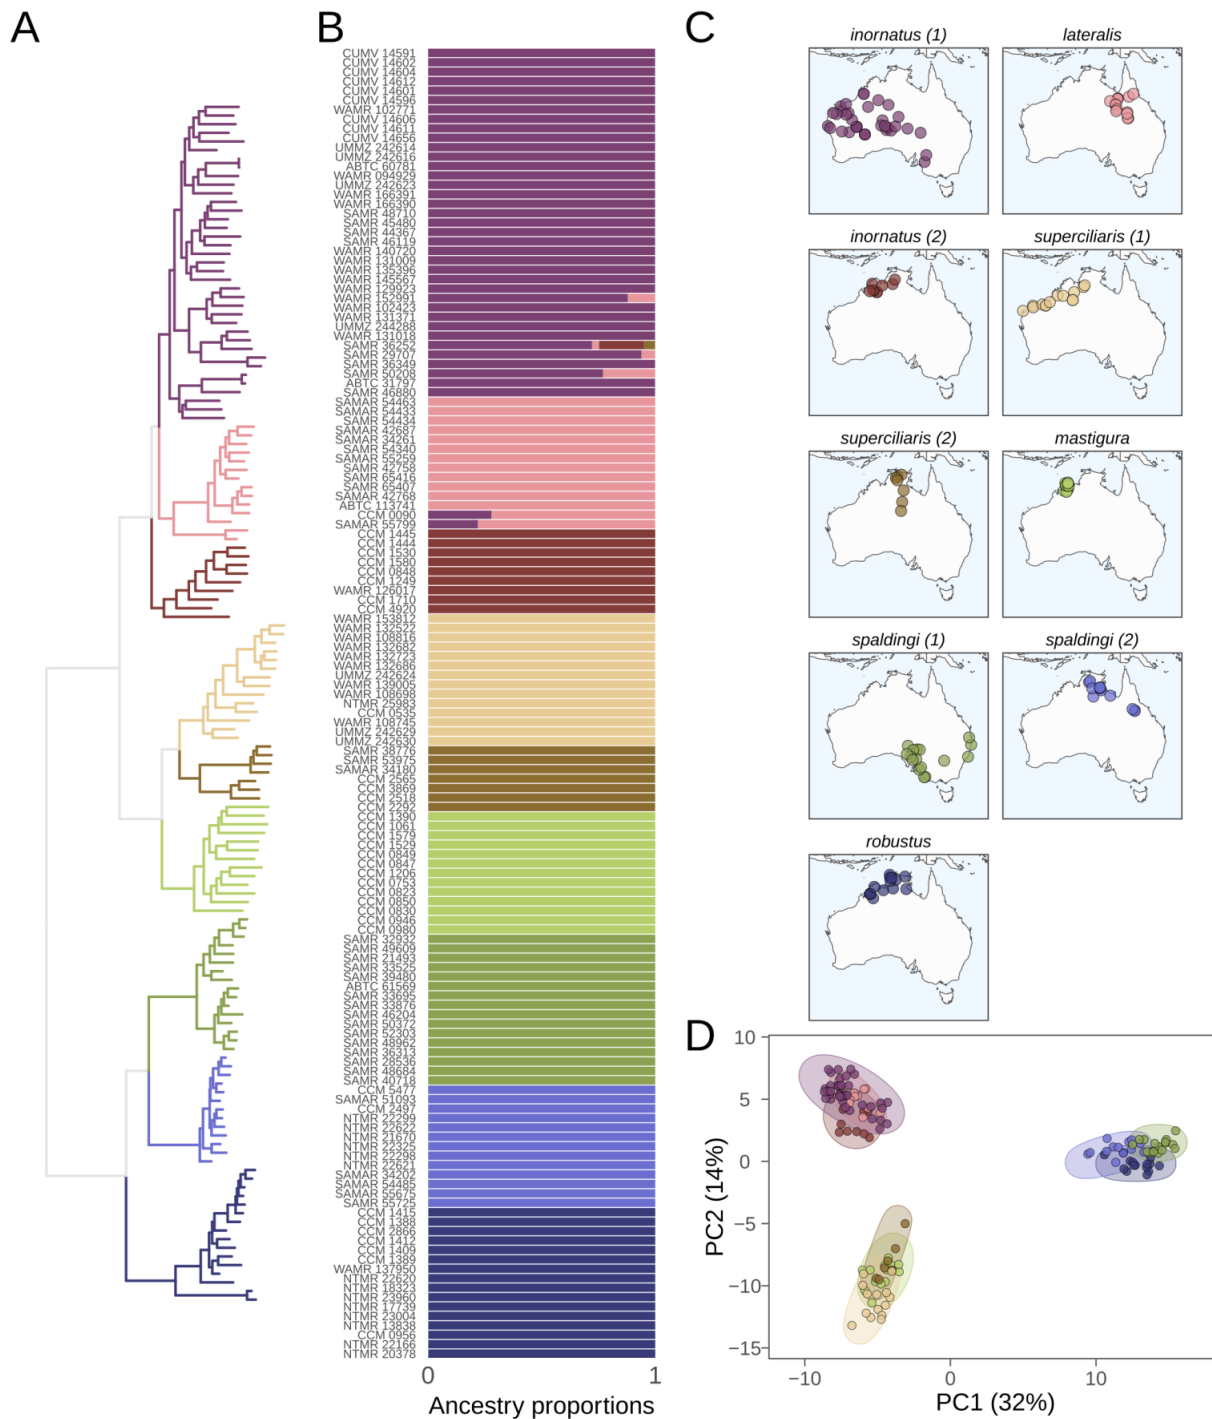 A
B
CUMV 14591
CUMV 14602
CUMV 14604
CUMV 14612
CUMV 14601
CUMV 14596
WAMR 102771
CUMV 14606
CUMV 14611
CUMV 14656
UMMZ 242614
UMMZ 242616
ABTC 60781
WAMR 094929
UMMZ 242623
WAMR 166391
WAMR 166390
SAMR 48710
SAMR 45480
SAMR 44367
SAMR 46119
WAMR 140720
WAMR 131009
WAMR 135396
WAMR 145567
WAMR 129923
WAMR 152991
WAMR 102423
WAMR 131371
UMMZ 244288
WAMR 131018
SAMR 36252
SAMR 29707
SAMR 36349
SAMR 50208
ABTC 31797
SAMR 46880
SAMAR 54463
SAMAR 54433
SAMR 54434
SAMAR 42687
SAMAR 34261
SAMR 54340
SAMAR 55259
SAMR 42758
SAMR 65416
SAMR 65407
SAMAR 42768
ABTC 113741
CCM 0090
SAMAR 55799
CCM 1445
CCM 1444
CCM 1530
CCM 1580
CCM 0848
CCM 1249
WAMR 126017
CCM 1710
CCM 4920
WAMR 153812
WAMR 132522
WAMR 108816
WAMR 132682
WAMR 132723
WAMR 132686
UMMZ 242624
WAMR 139005
WAMR 108698
NTMR 25983
CCM 0535
WAMR 108745
UMMZ 242629
UMMZ 242630
SAMR 38776
SAMR 53975
SAMAR 34180
CCM 2565
CCM 3869
CCM 2518
CCM 2292
CCM 1390
CCM 1061
CCM 1579
CCM 1529
CCM 0849
CCM 0847
CCM 1206
CCM 0753
CCM 0823
CCM 0850
CCM 0830
CCM 0946
CCM 0980
SAMR 32932
SAMR 49609
SAMR 21493
SAMR 33525
SAMR 39480
ABTC 61569
SAMR 33695
SAMR 33876
SAMR 46204
SAMR 50372
SAMR 52303
SAMR 48962
SAMR 36313
SAMR 28536
SAMR 48684
SAMR 40718
CCM 5477
SAMAR 51093
CCM 2497
NTMR 22299
NTMR 22622
NTMR 21670
NTMR 22325
NTMR 22298
NTMR 22621
SAMAR 34202
SAMAR 54485
SAMAR 55675
SAMR 55725
CCM 1415
CCM 1388
CCM 2866
CCM 1412
CCM 1409
CCM 1389
WAMR 137950
NTMR 22620
NTMR 18323
NTMR 23960
NTMR 17739
NTMR 23004
NTMR 13838
CCM 0956
NTMR 22166
NTMR 20378
0 1
Ancestry proportions
C
inornatus (1) lateralis
inornatus (2) superciliaris (1)
superciliaris (2) mastigura
spaldingi (1) spaldingi (2)
robustus
D
10
5
0
−5
−10
−15
PC2 (14%)
−10 0 10
PC1 (32%)